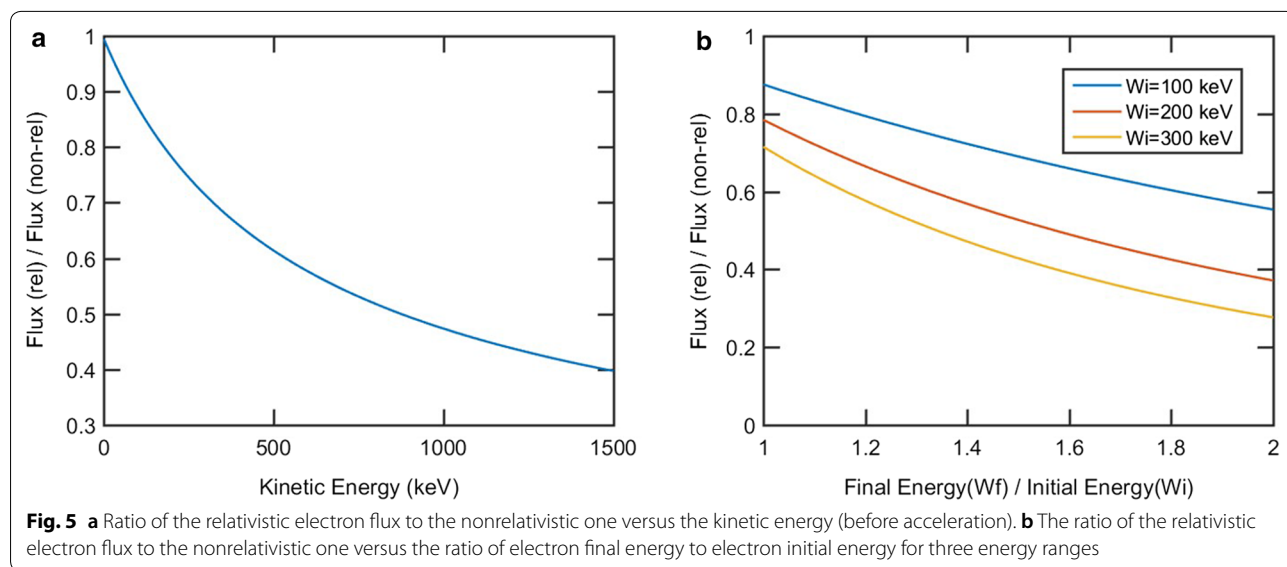 a
1
0.9
0.8
0.7
0.6
0.5
0.4
0.3
Flux (rel) / Flux (non-rel)
0
500
1000
1500
Kinetic Energy (keV)
b
1
0.8
0.6
0.4
0.2
0
Flux (rel) / Flux (non-rel)
Wi=100 keV
Wi=200 keV
Wi=300 keV
1
1.2
1.4
1.6
1.8
2
Final Energy(Wf) / Initial Energy(Wi)
Fig. 5 a Ratio of the relativistic electron flux to the nonrelativistic one versus the kinetic energy (before acceleration). b The ratio of the relativistic
electron flux to the nonrelativistic one versus the ratio of electron final energy to electron initial energy for three energy ranges